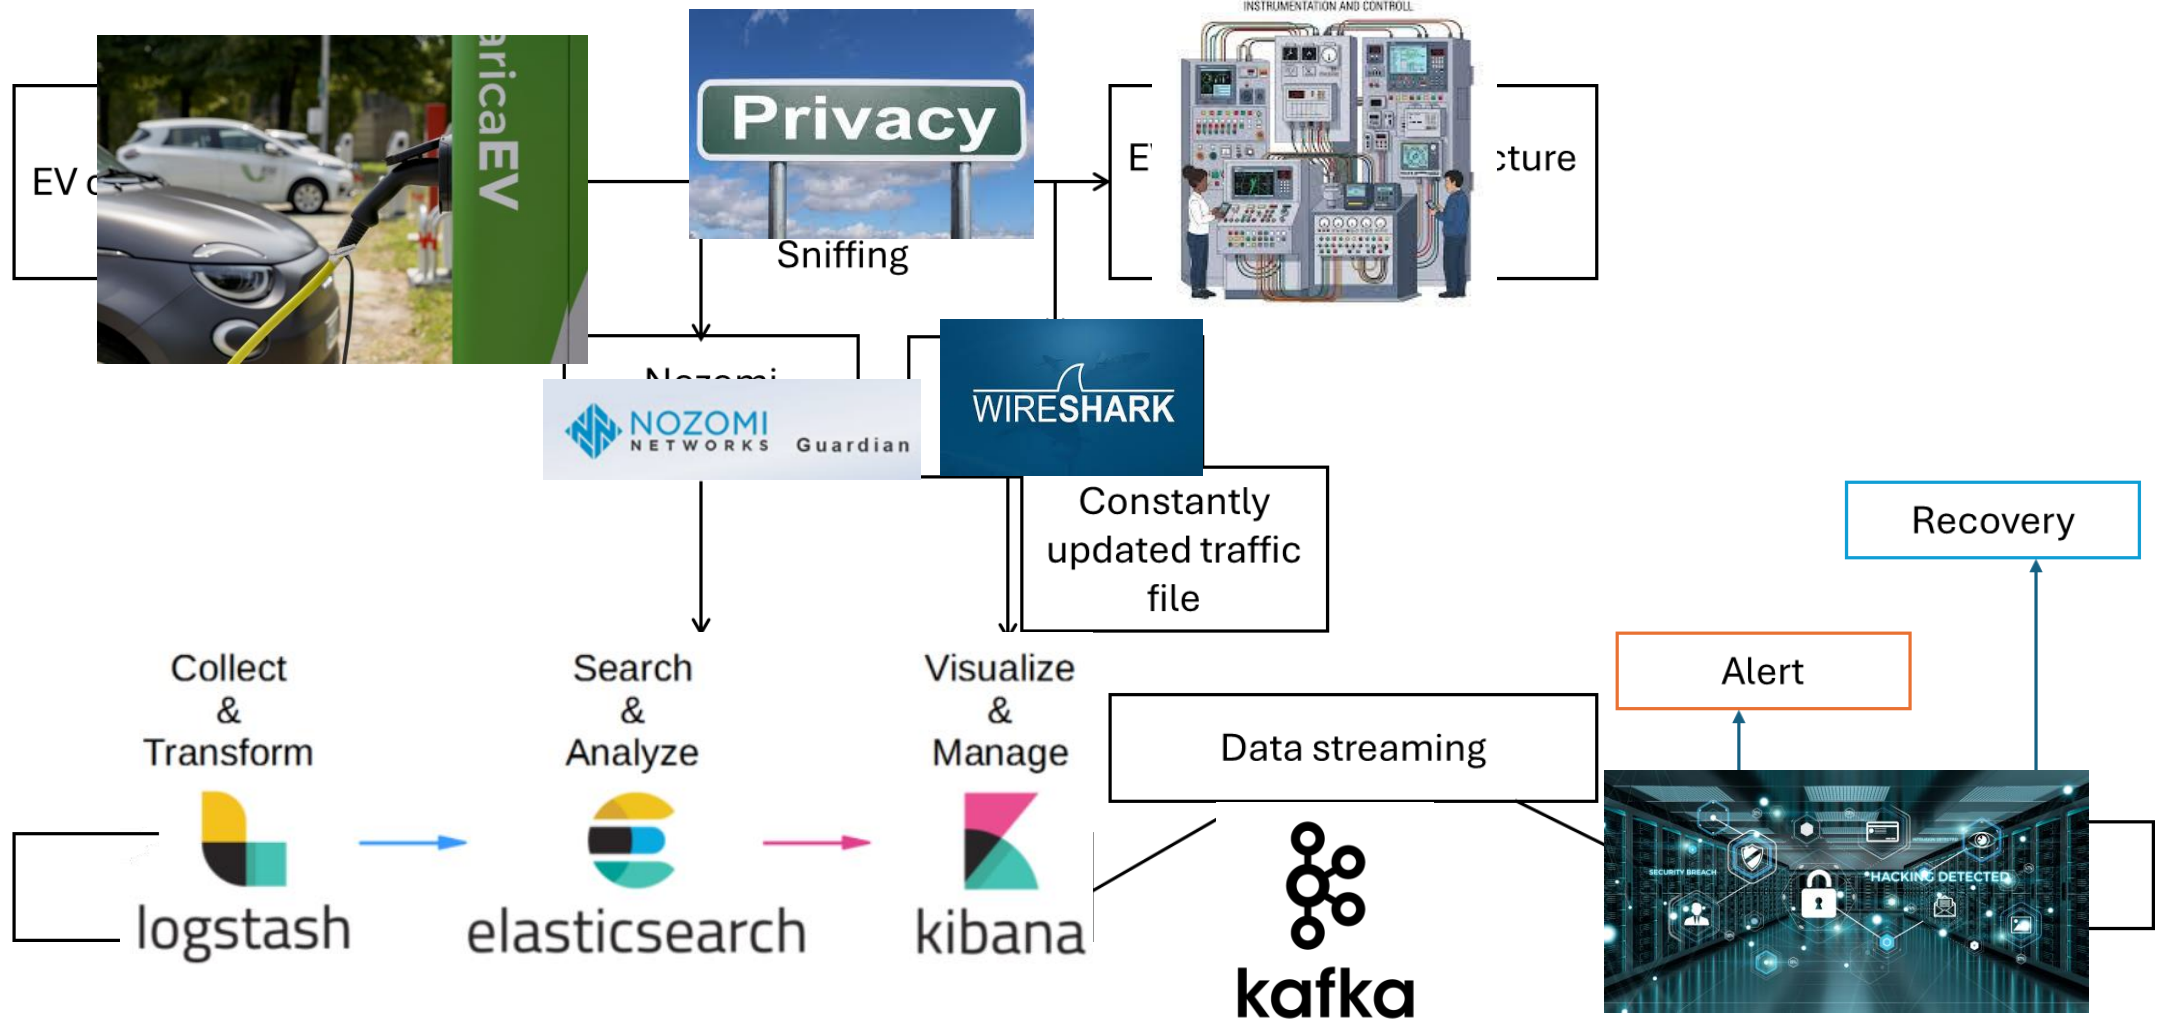 INSTRUMENTATION AND CONTROLL
aricaEV
Privacy
EV
cture
Sniffing
Nozomi
NOZOMI
NETWORKS Guardian
WIRESHARK
Constantly
updated traffic
file
Recovery
Alert
Collect
&
Transform
Search
&
Analyze
Visualize
&
Manage
Data streaming
logstash
elasticsearch
kibana
kafka
SECURITY BREACH
HACKING DETECTED